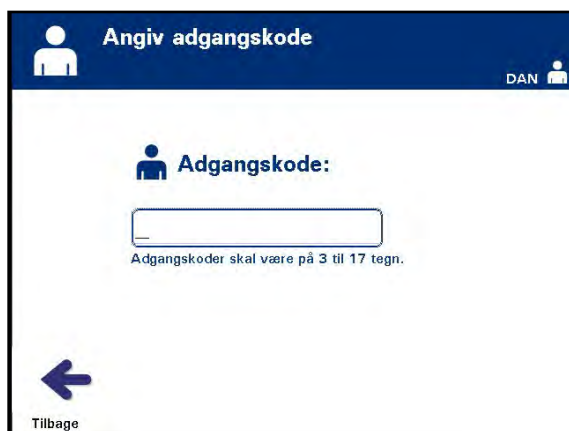 Angiv adgangskode
DAN
Adgangskode:
_
Adgangskoder skal være på 3 til 17 tegn.
Tilbage